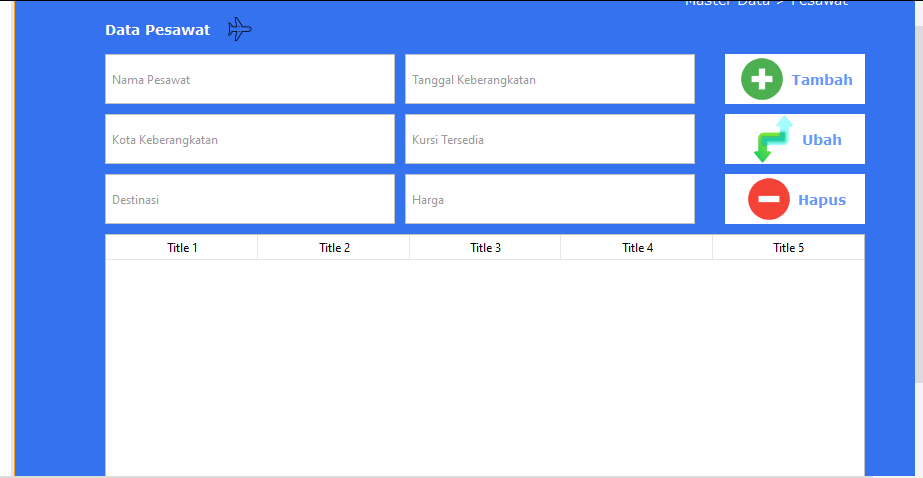 Master Data > Pesawat
Data Pesawat
Nama Pesawat
Tanggal Keberangkatan
Tambah
Kota Keberangkatan
Kursi Tersedia
Ubah
Destinasi
Harga
Hapus
Title 1
Title 2
Title 3
Title 4
Title 5